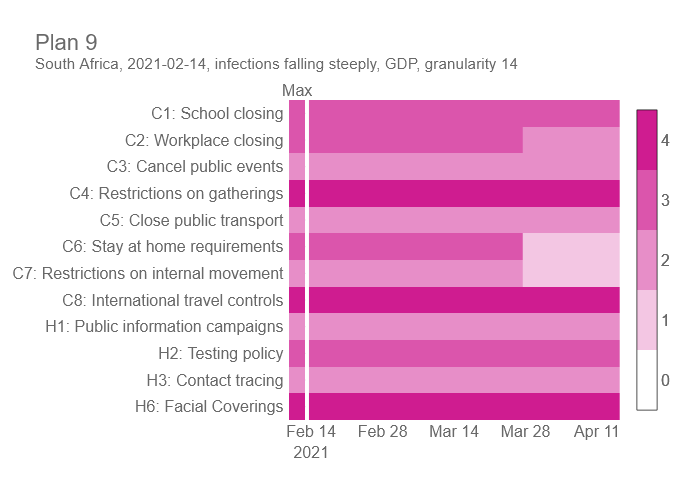 Plan 9
South Africa, 2021-02-14, infections falling steeply, GDP, granularity 14
Max
C1: School closing
C2: Workplace closing
C3: Cancel public events
C4: Restrictions on gatherings
C5: Close public transport
C6: Stay at home requirements
C7: Restrictions on internal movement
C8: International travel controls
H1: Public information campaigns
H2: Testing policy
H3: Contact tracing
H6: Facial Coverings
Feb 14 Feb 28 Mar 14 Mar 28 Apr 11
2021
4
3
2
1
0